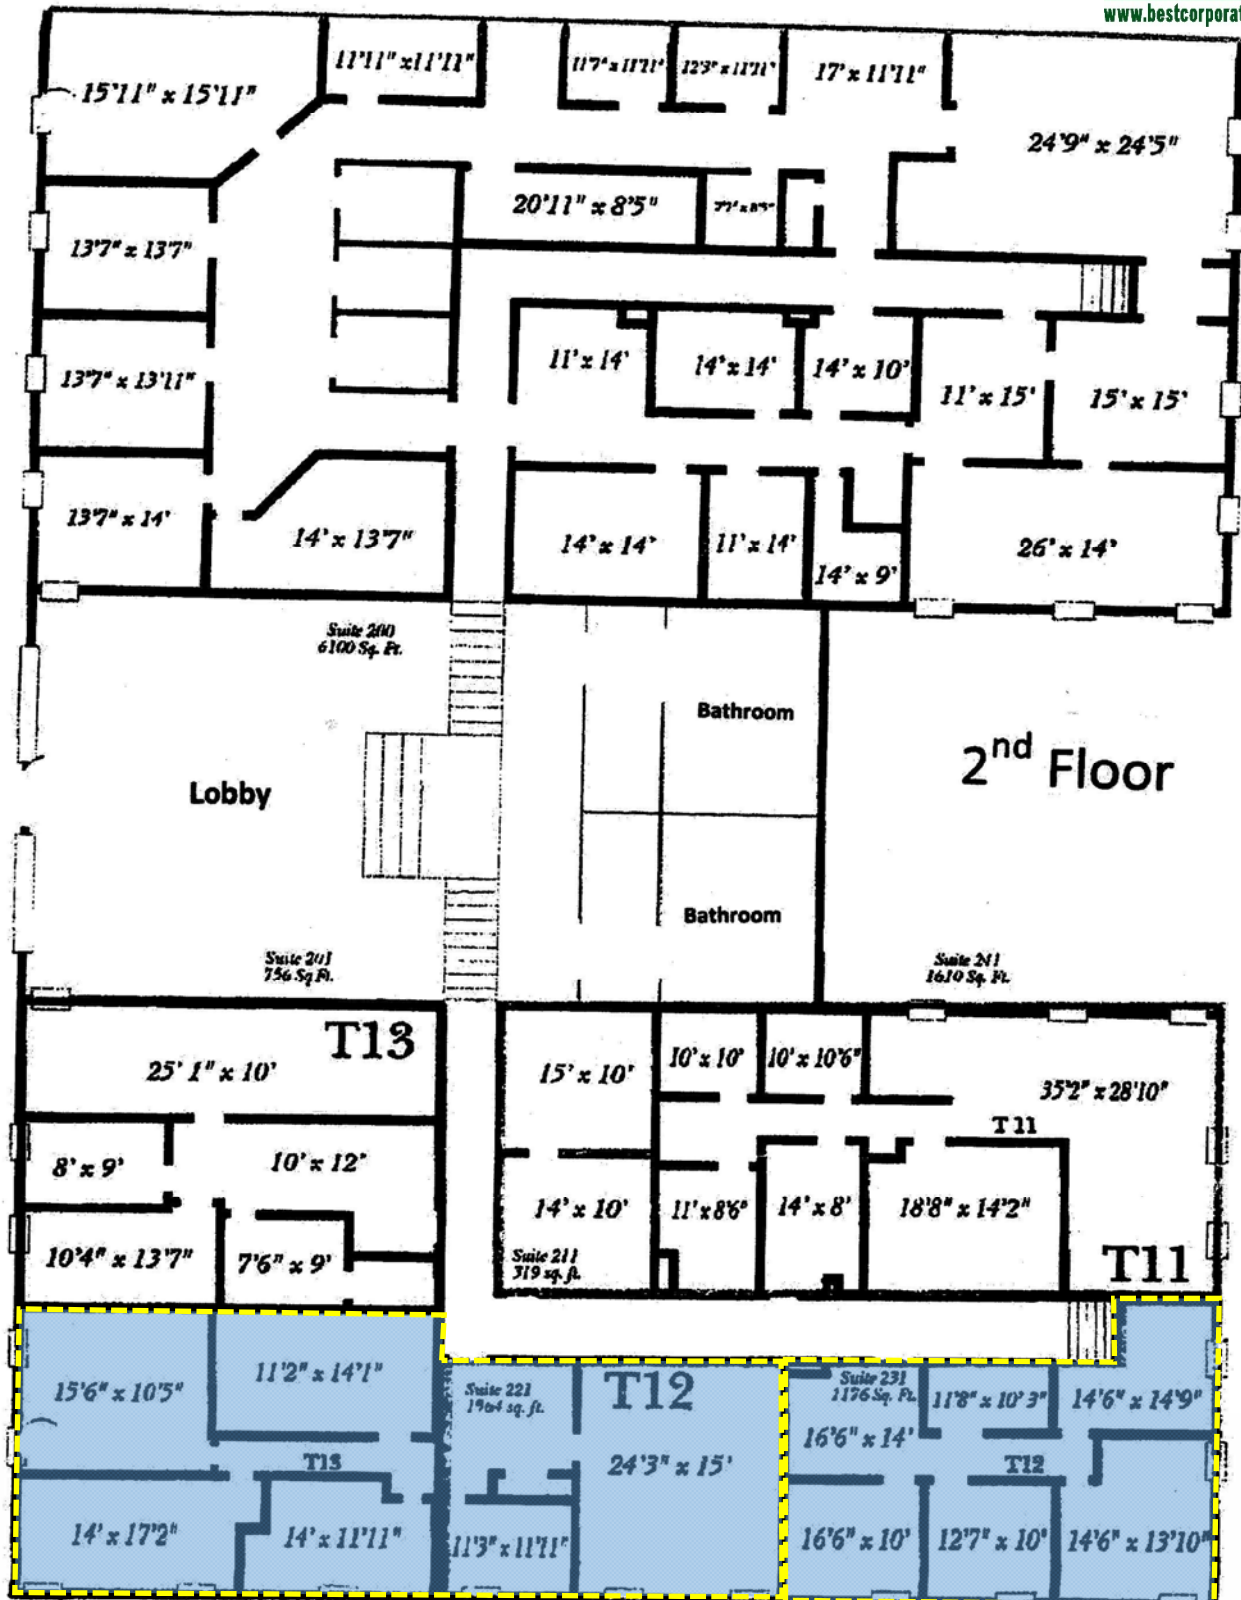 www.bestcorporat
15'11" x 15'11"
11'11" x 11'11"
11'7" x 11'11"
12'3" x 11'11"
17' x 11'11"
24'9" x 24'5"
13'7" x 13'7"
20'11" x 8'5"
13'7" x 13'11"
11' x 14'
14' x 14'
14' x 10'
11' x 15'
15' x 15'
13'7" x 14'
14' x 13'7"
14' x 14'
11' x 14'
14' x 9'
26' x 14'
Suite 200
6100 Sq. Ft.
Bathroom
2nd Floor
Lobby
Bathroom
Suite 201
756 Sq Ft.
Suite 241
1610 Sq. Ft.
T13
25' 1" x 10'
15' x 10'
10' x 10'
10' x 10'6"
35'2" x 28'10"
T11
8' x 9'
10' x 12'
14' x 10'
11' x 8'6"
14' x 8'
18'8" x 14'2"
10'4" x 13'7"
7'6" x 9'
Suite 211
319 sq. ft.
T11
15'6" x 10'5"
11'2" x 14'1"
Suite 221
sq. ft.
T12
Suite 231
1176 Sq. Ft.
11'8" x 10'3"
14'6" x 14'9"
16'6" x 14'
T13
24'3" x 15'
T12
14' x 17'2"
14' x 11'11"
11'3" x 11'11"
16'6" x 10'
12'7" x 10'
14'6" x 13'10"